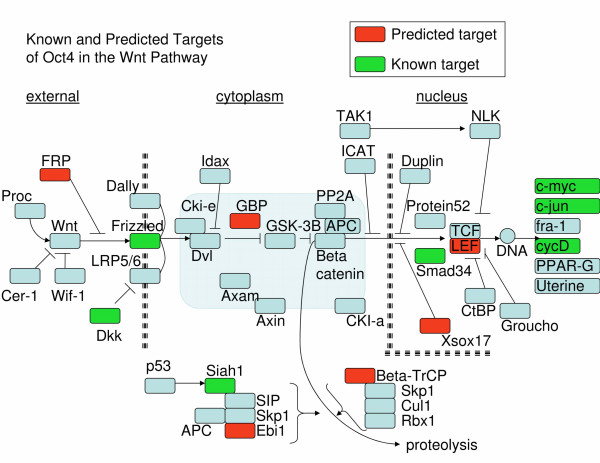 Known and Predicted Targets
of Oct4 in the Wnt Pathway
Predicted target
Known target
external
cytoplasm
nucleus
TAK1
NLK
FRP
Idax
ICAT
Duplin
Dally
Proc
Cki-e
GBP
PP2A
Protein52
c-myc
c-jun
Wnt
Frizzled
GSK-3B
APC
TCF
fra-1
Dvl
LEF
DNA
cycD
LRP5/6
Beta
catenin
Smad34
PPAR-G
Cer-1
Wif-1
Axam
Uterine
Axin
CKI-a
CtBP
Groucho
Dkk
Xsox17
p53
Siah1
Beta-TrCP
SIP
Skp1
Skp1
Cul1
APC
Ebi1
Rbx1
proteolysis